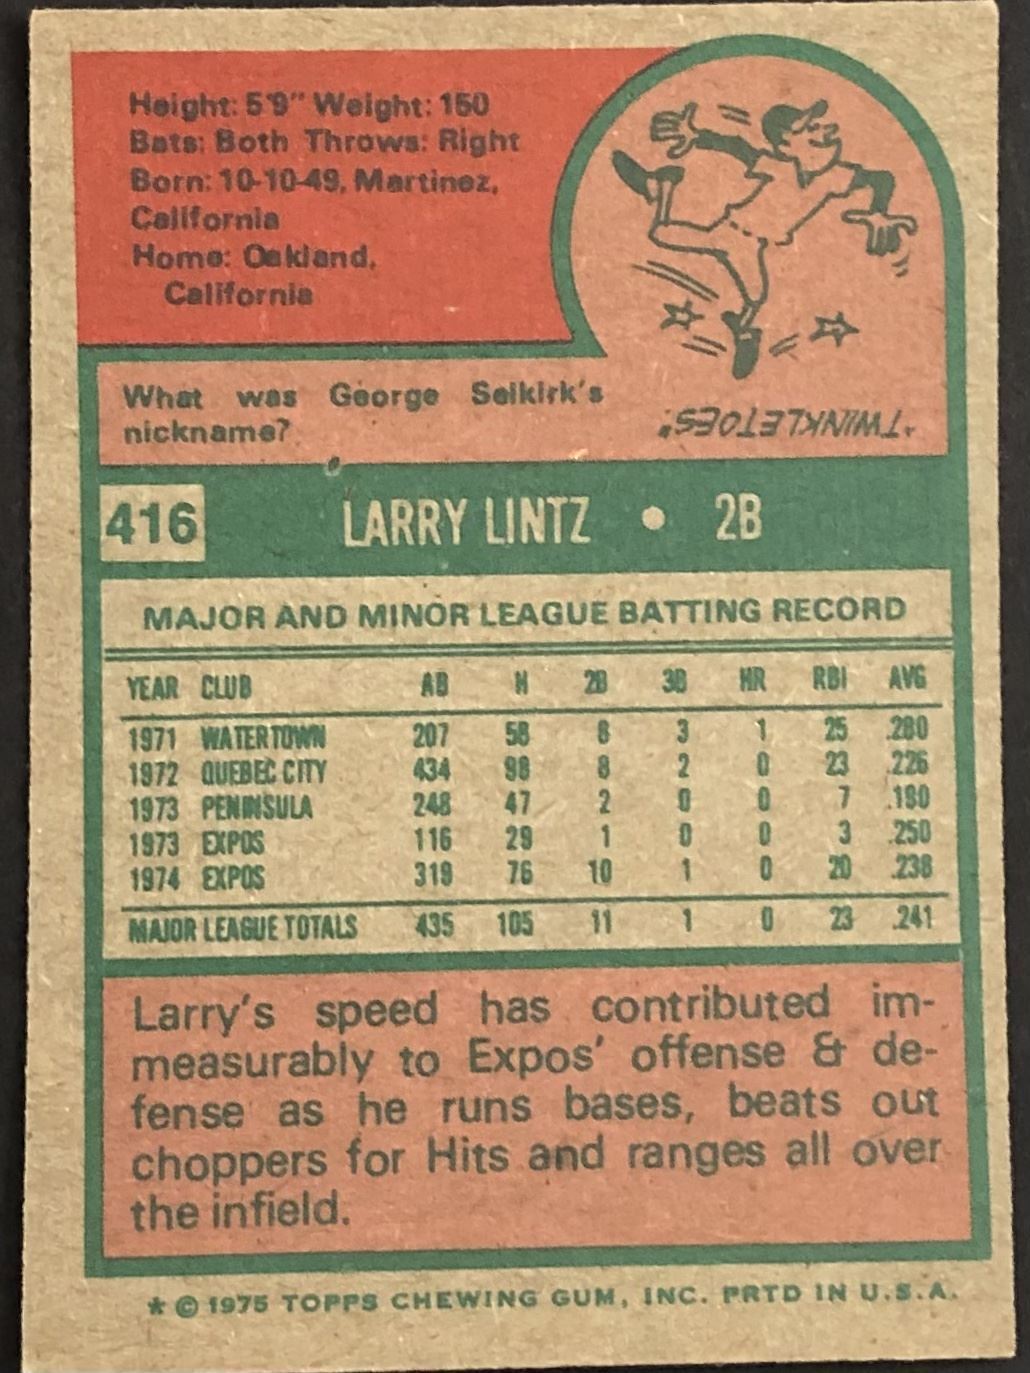 Height: 5'9" Weight: 150
Bats: Both Throws: Right
Born: 10-10-49, Martinez,
California
Home: Oakland,
California
What was George Selkirk's
nickname?
"TWINKLETOES."
416 LARRY LINTZ • 2B
MAJOR AND MINOR LEAGUE BATTING RECORD
YEAR CLUB AB H 2B 3B HR RBI AVG
1971 WATERTOWN 207 58 6 3 1 25 .280
1972 QUEBEC CITY 434 98 8 2 0 23 .226
1973 PENINSULA 248 47 2 0 0 7 .190
1973 EXPOS 116 29 1 0 0 3 .250
1974 EXPOS 319 76 10 1 0 20 .238
MAJOR LEAGUE TOTALS 435 105 11 1 0 23 .241
Larry's speed has contributed im-
measurably to Expos' offense & de-
fense as he runs bases, beats out
choppers for Hits and ranges all over
the infield.
* © 1975 TOPPS CHEWING GUM, INC. PRTD IN U.S.A.